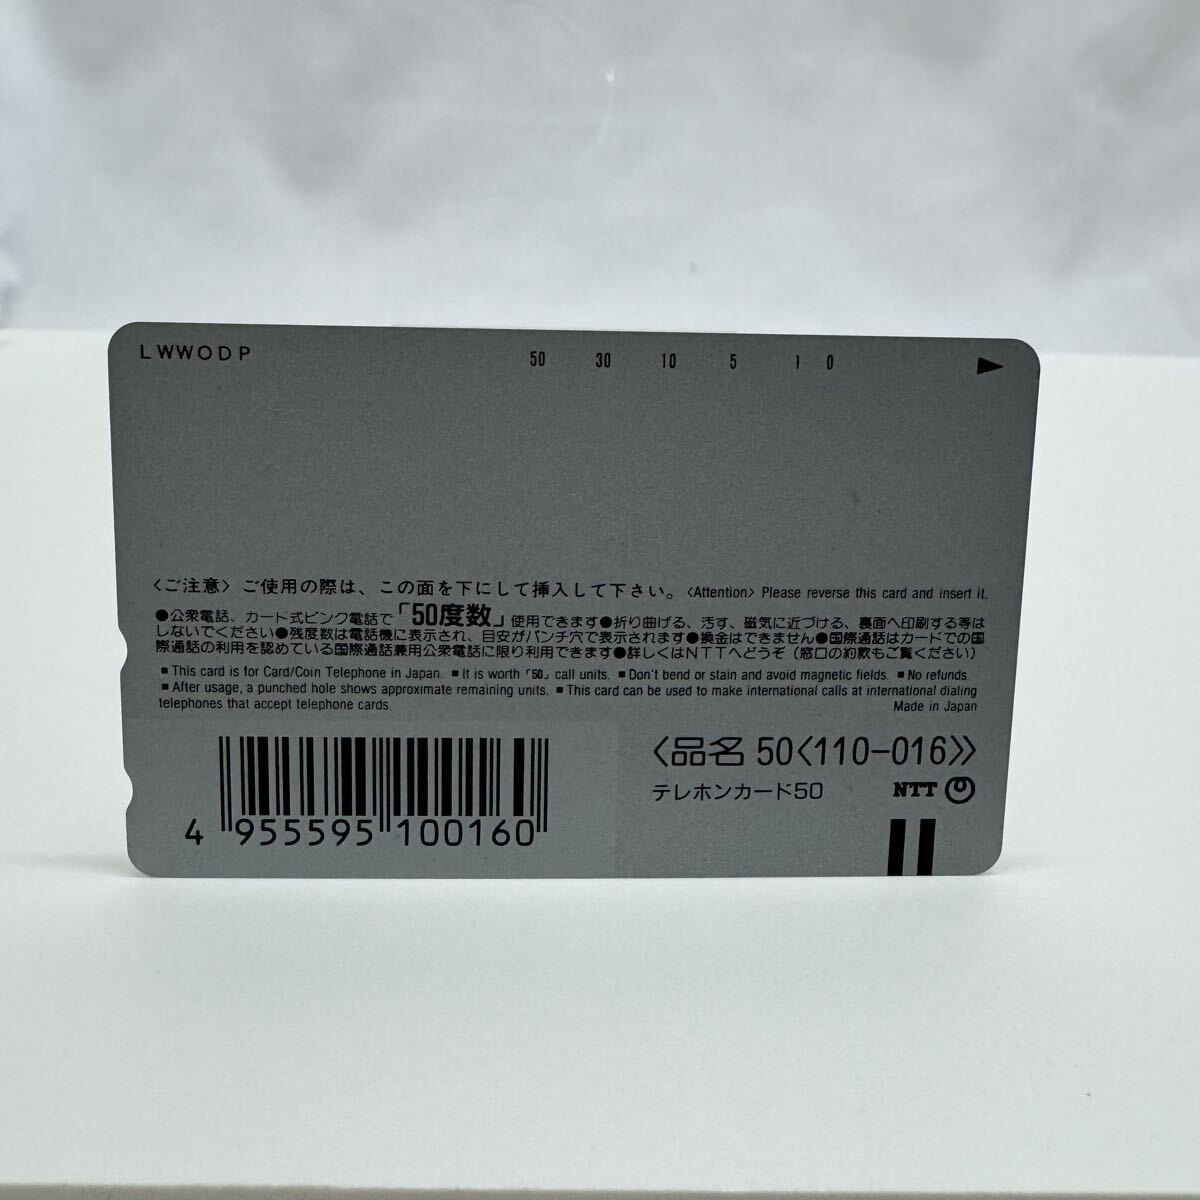 LWWODP
50 30 10 5 1 0
〈ご注意〉ご使用の際は、この面を下にして挿入して下さい。〈Attention〉 Please reverse this card and insert it.
●公衆電話、カード式ピンク電話で「50度数」使用できます●折り曲げる、汚す、磁気に近づける、裏面へ印刷する等は
しないでください●残度数は電話機に表示され、目安がパンチ穴で表示されます●換金はできません●国際通話はカードでの国
際通話の利用を認めている国際通話兼用公衆電話に限り利用できます●詳しくはNTTへどうぞ(窓口の約款もご覧ください)
■ This card is for Card/Coin Telephone in Japan. ■ It is worth「50」call units. ■ Don't bend or stain and avoid magnetic fields. ■ No refunds.
■ After usage, a punched hole shows approximate remaining units. ■ This card can be used to make international calls at international dialing
telephones that accept telephone cards.
Made in Japan
〈品名 50〈110-016〉〉
テレホンカード50
NTT
4 955595 100160